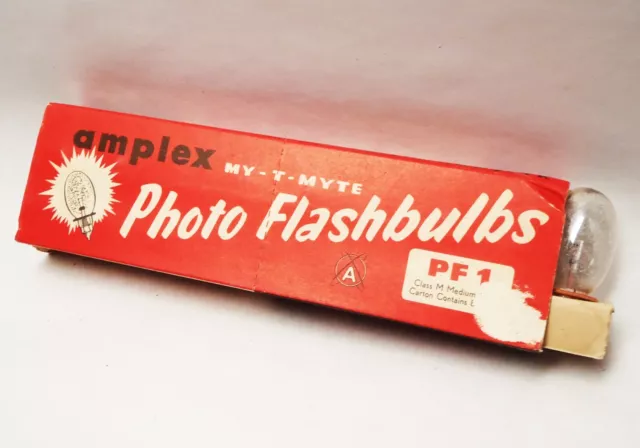 amplex MY-T-MYTE
Photo Flashbulbs
A
PF 1
Class M Medium
Carton Contains